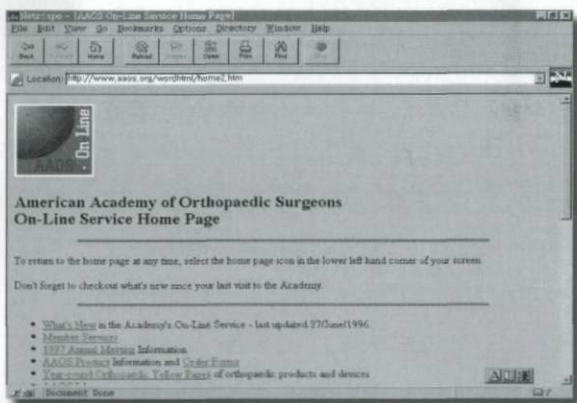 Netscape - [AAOS On-Line Service Home Page]
File Edit View Go Bookmarks Options Directory Window Help
Back Home Reload Open Print Find
Location: http://www.aaos.org/wordhtml/home2.htm
AAOS On Line
American Academy of Orthopaedic Surgeons
On-Line Service Home Page
To return to the home page at any time, select the home page icon in the lower left hand corner of your screen.
Don't forget to checkout what's new since your last visit to the Academy.
What's New in the Academy's On-Line Service - last updated 27/June/1996.
Member Services
1997 Annual Meeting Information
AAOS Product Information and Order Forms
Year-round Orthopaedic Yellow Pages of orthopaedic products and devices
Document: Done